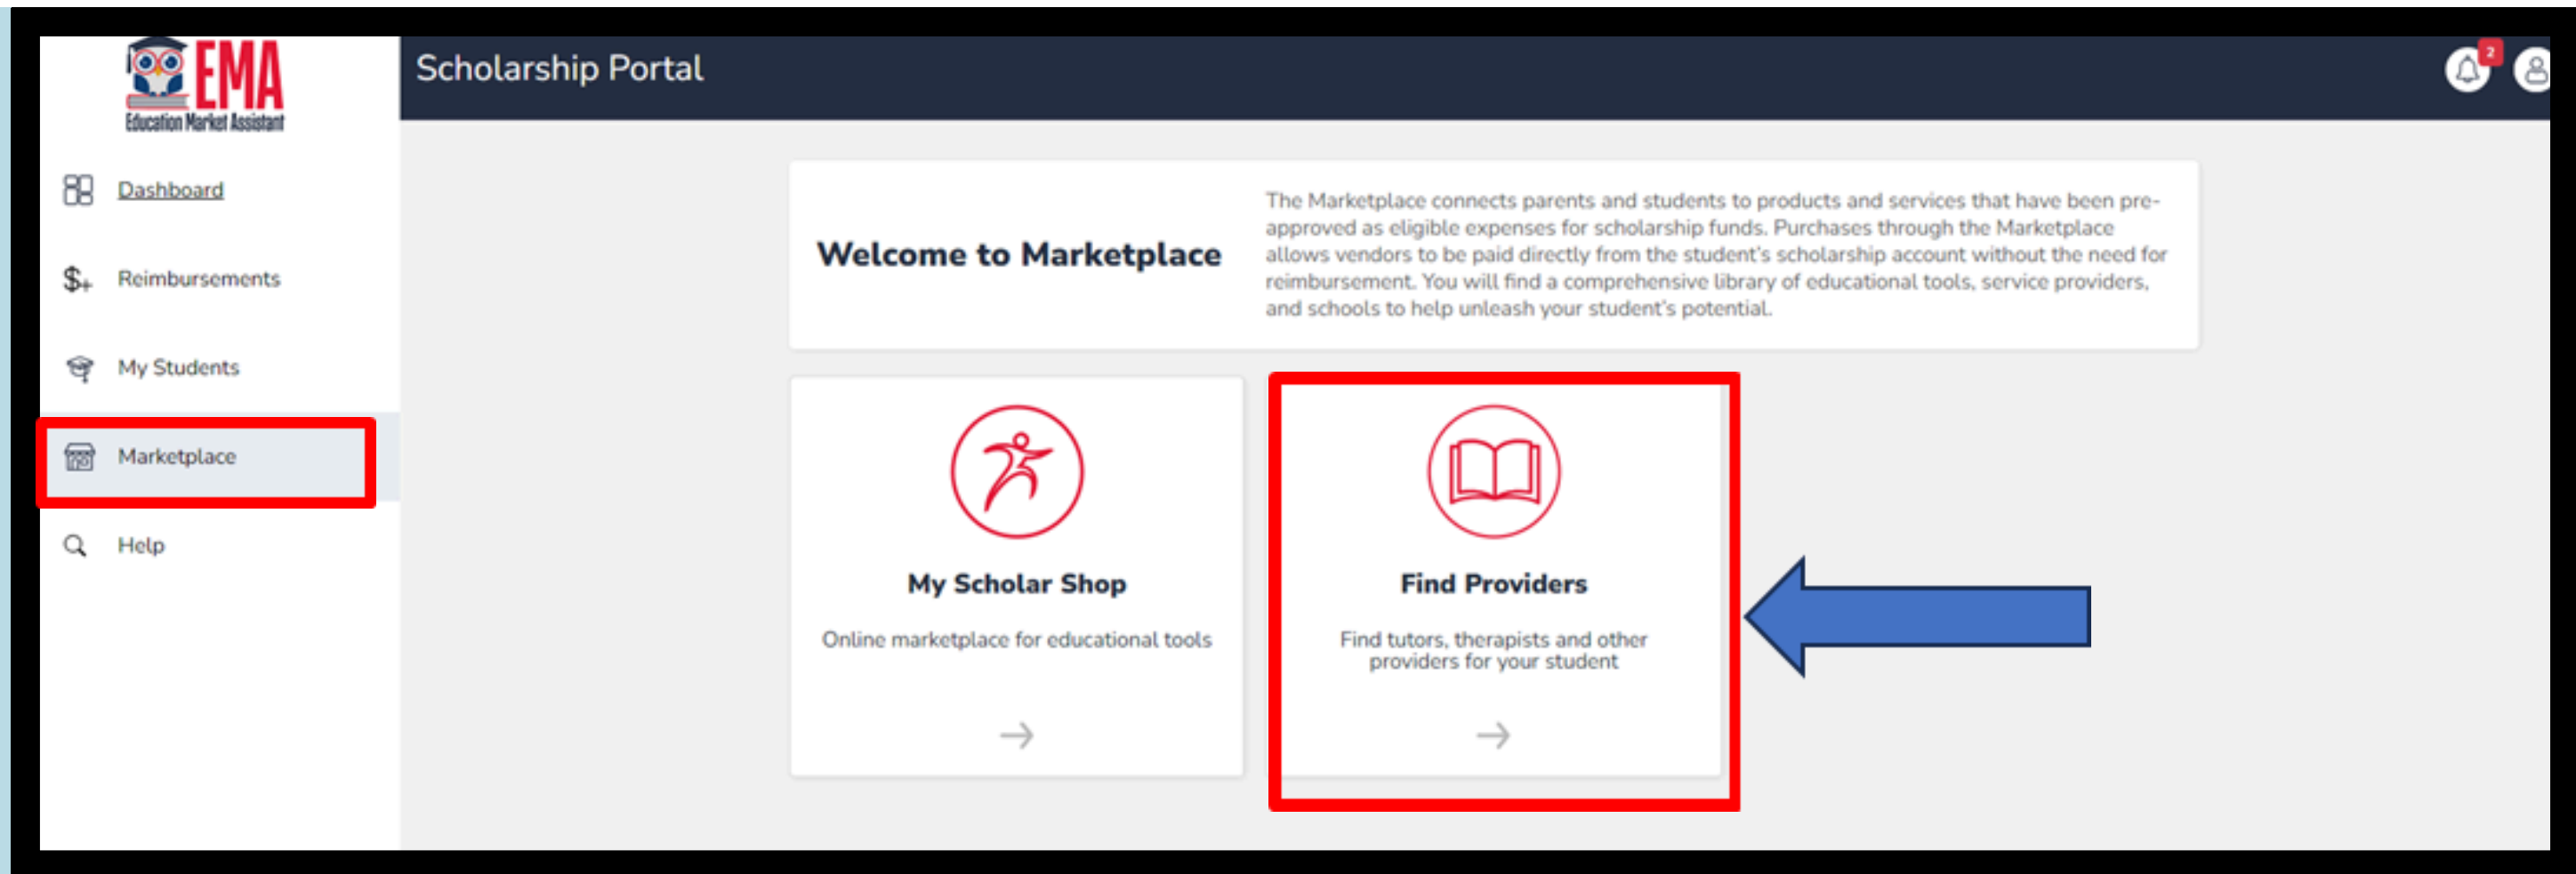 EMA
Education Market Assistant
Scholarship Portal
2
Dashboard
Reimbursements
My Students
Marketplace
Help
Welcome to Marketplace
The Marketplace connects parents and students to products and services that have been pre-
approved as eligible expenses for scholarship funds. Purchases through the Marketplace
allows vendors to be paid directly from the student's scholarship account without the need for
reimbursement. You will find a comprehensive library of educational tools, service providers,
and schools to help unleash your student's potential.
My Scholar Shop
Online marketplace for educational tools
Find Providers
Find tutors, therapists and other
providers for your student